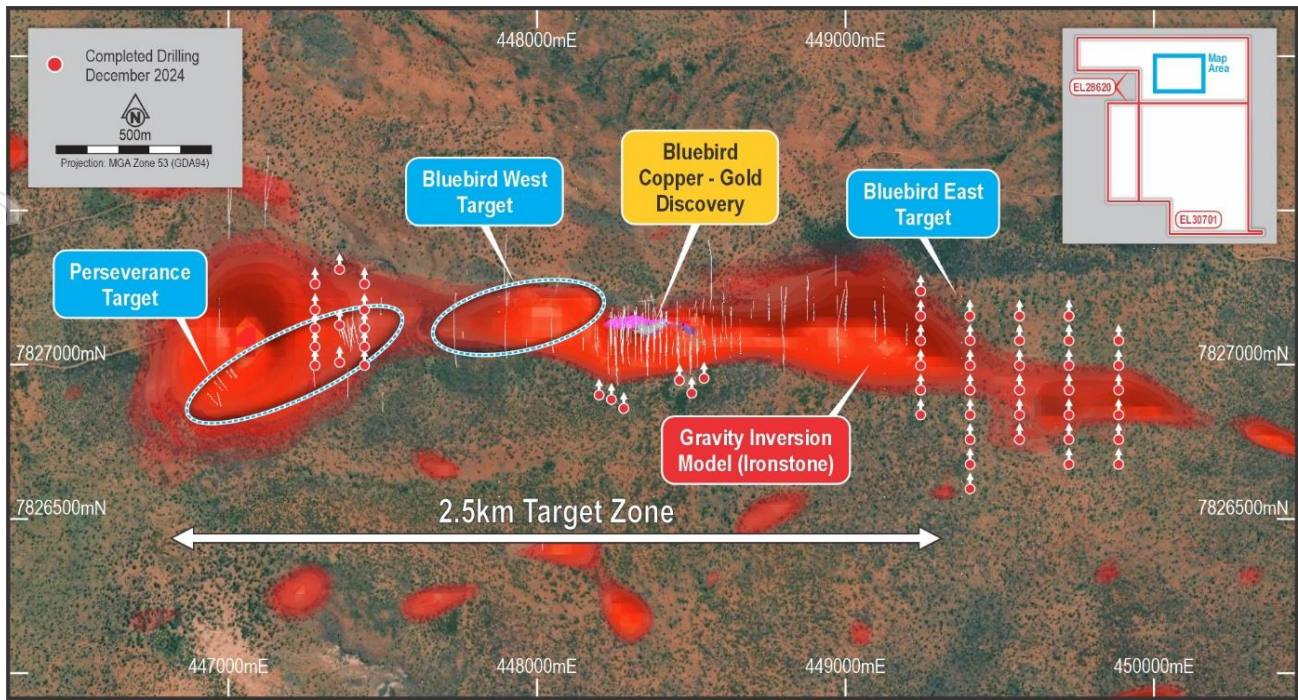 448000mE
449000mE
Completed Drilling
December 2024
N
500m
Projection: MGA Zone 53 (GDA94)
Map
Area
EL28620
EL30701
Bluebird West
Target
Bluebird
Copper - Gold
Discovery
Bluebird East
Target
Perseverance
Target
7827000mN
7827000mN
Gravity Inversion
Model (Ironstone)
7826500mN
7826500mN
2.5km Target Zone
447000mE
448000mE
449000mE
450000mE